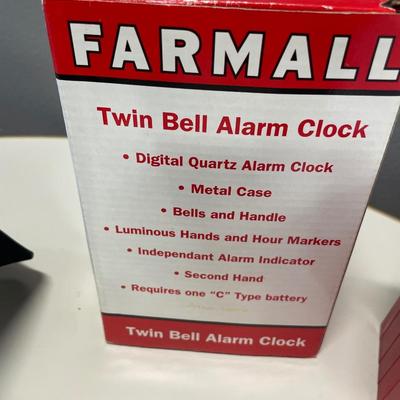 FARMALL
Twin Bell Alarm Clock
• Digital Quartz Alarm Clock
• Metal Case
• Bells and Handle
• Luminous Hands and Hour Markers
• Independant Alarm Indicator
• Second Hand
• Requires one "C" Type battery
Twin Bell Alarm Clock